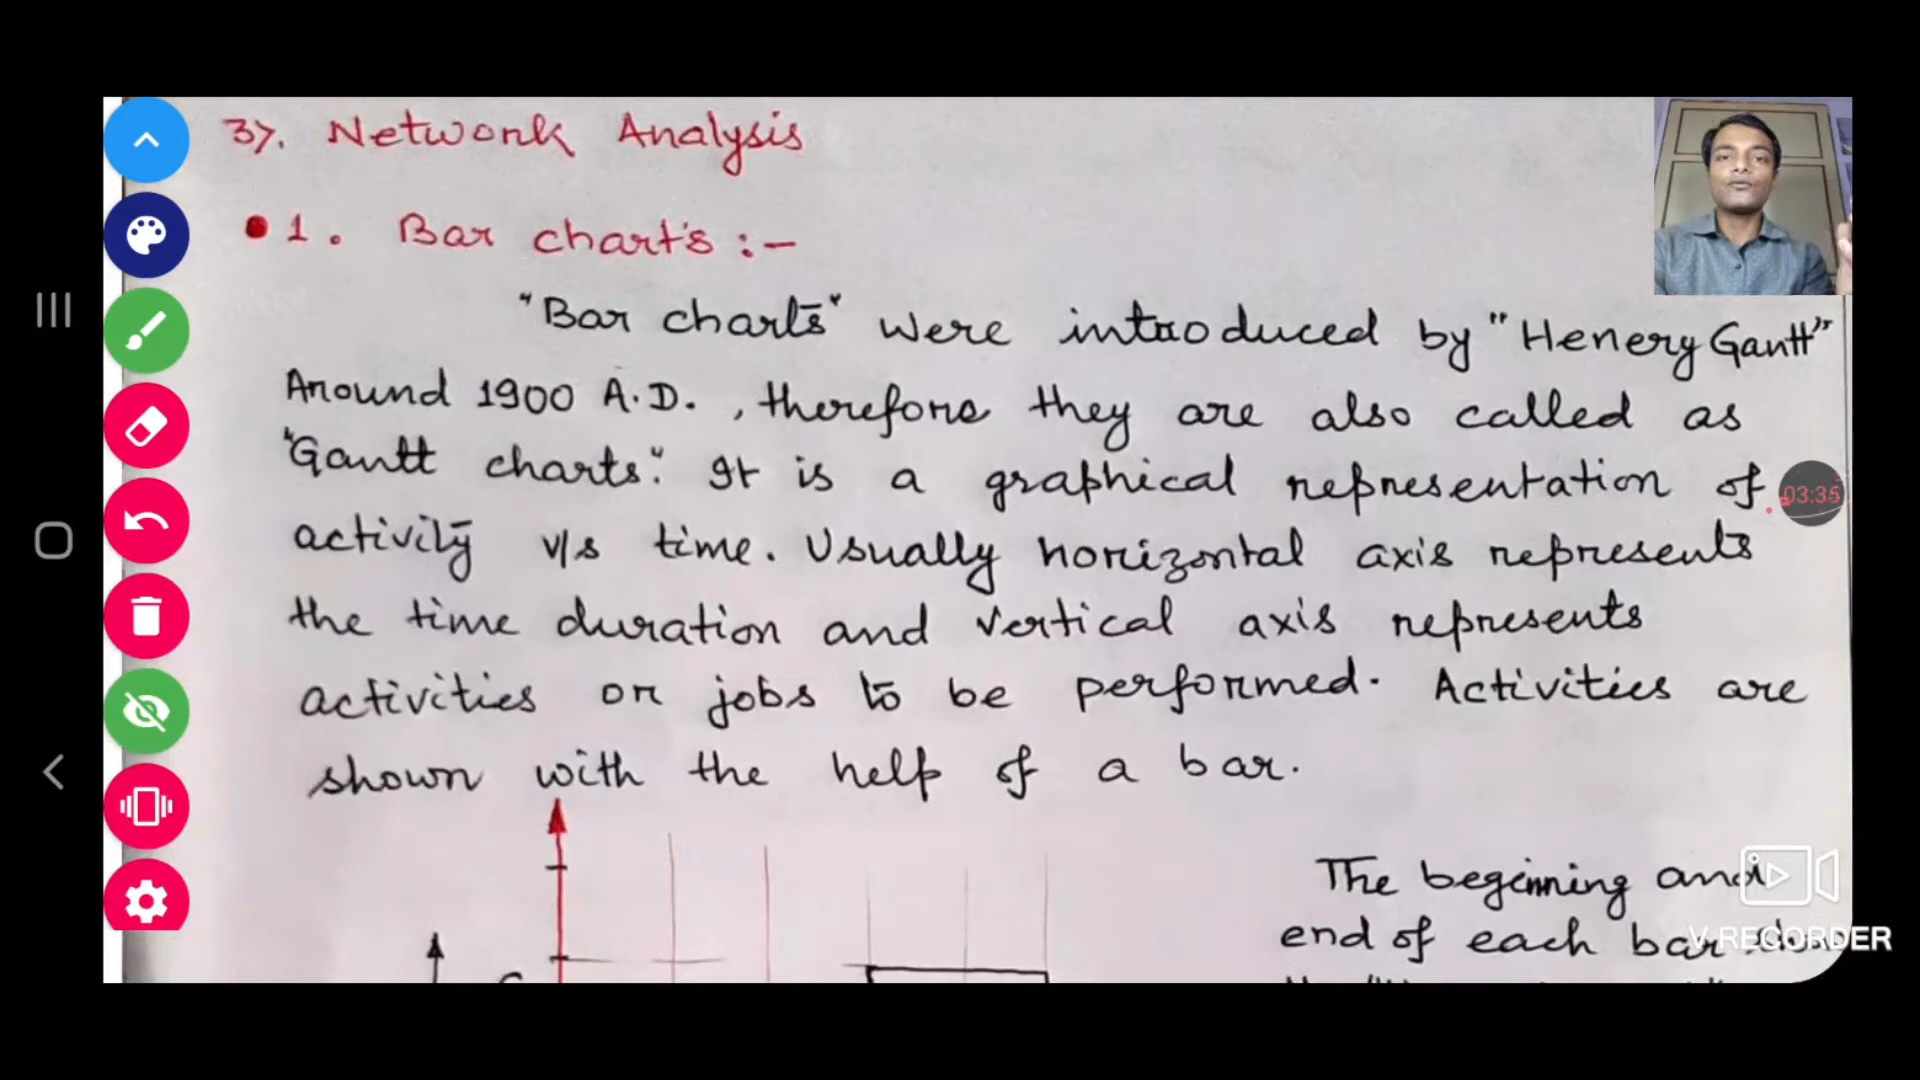 3). Network Analysis
1. Bar chart's :-
"Bar charts" were introduced by "Henery Gantt"
Around 1900 A.D. , therefore they are also called as
"Gantt charts". It is a graphical representation of
03:35
activity v/s time. Usually horizontal axis represents
the time duration and vertical axis represents
activities or jobs to be performed. Activities are
shown with the help of a bar.
The beginning and
end of each bar
V RECORDER